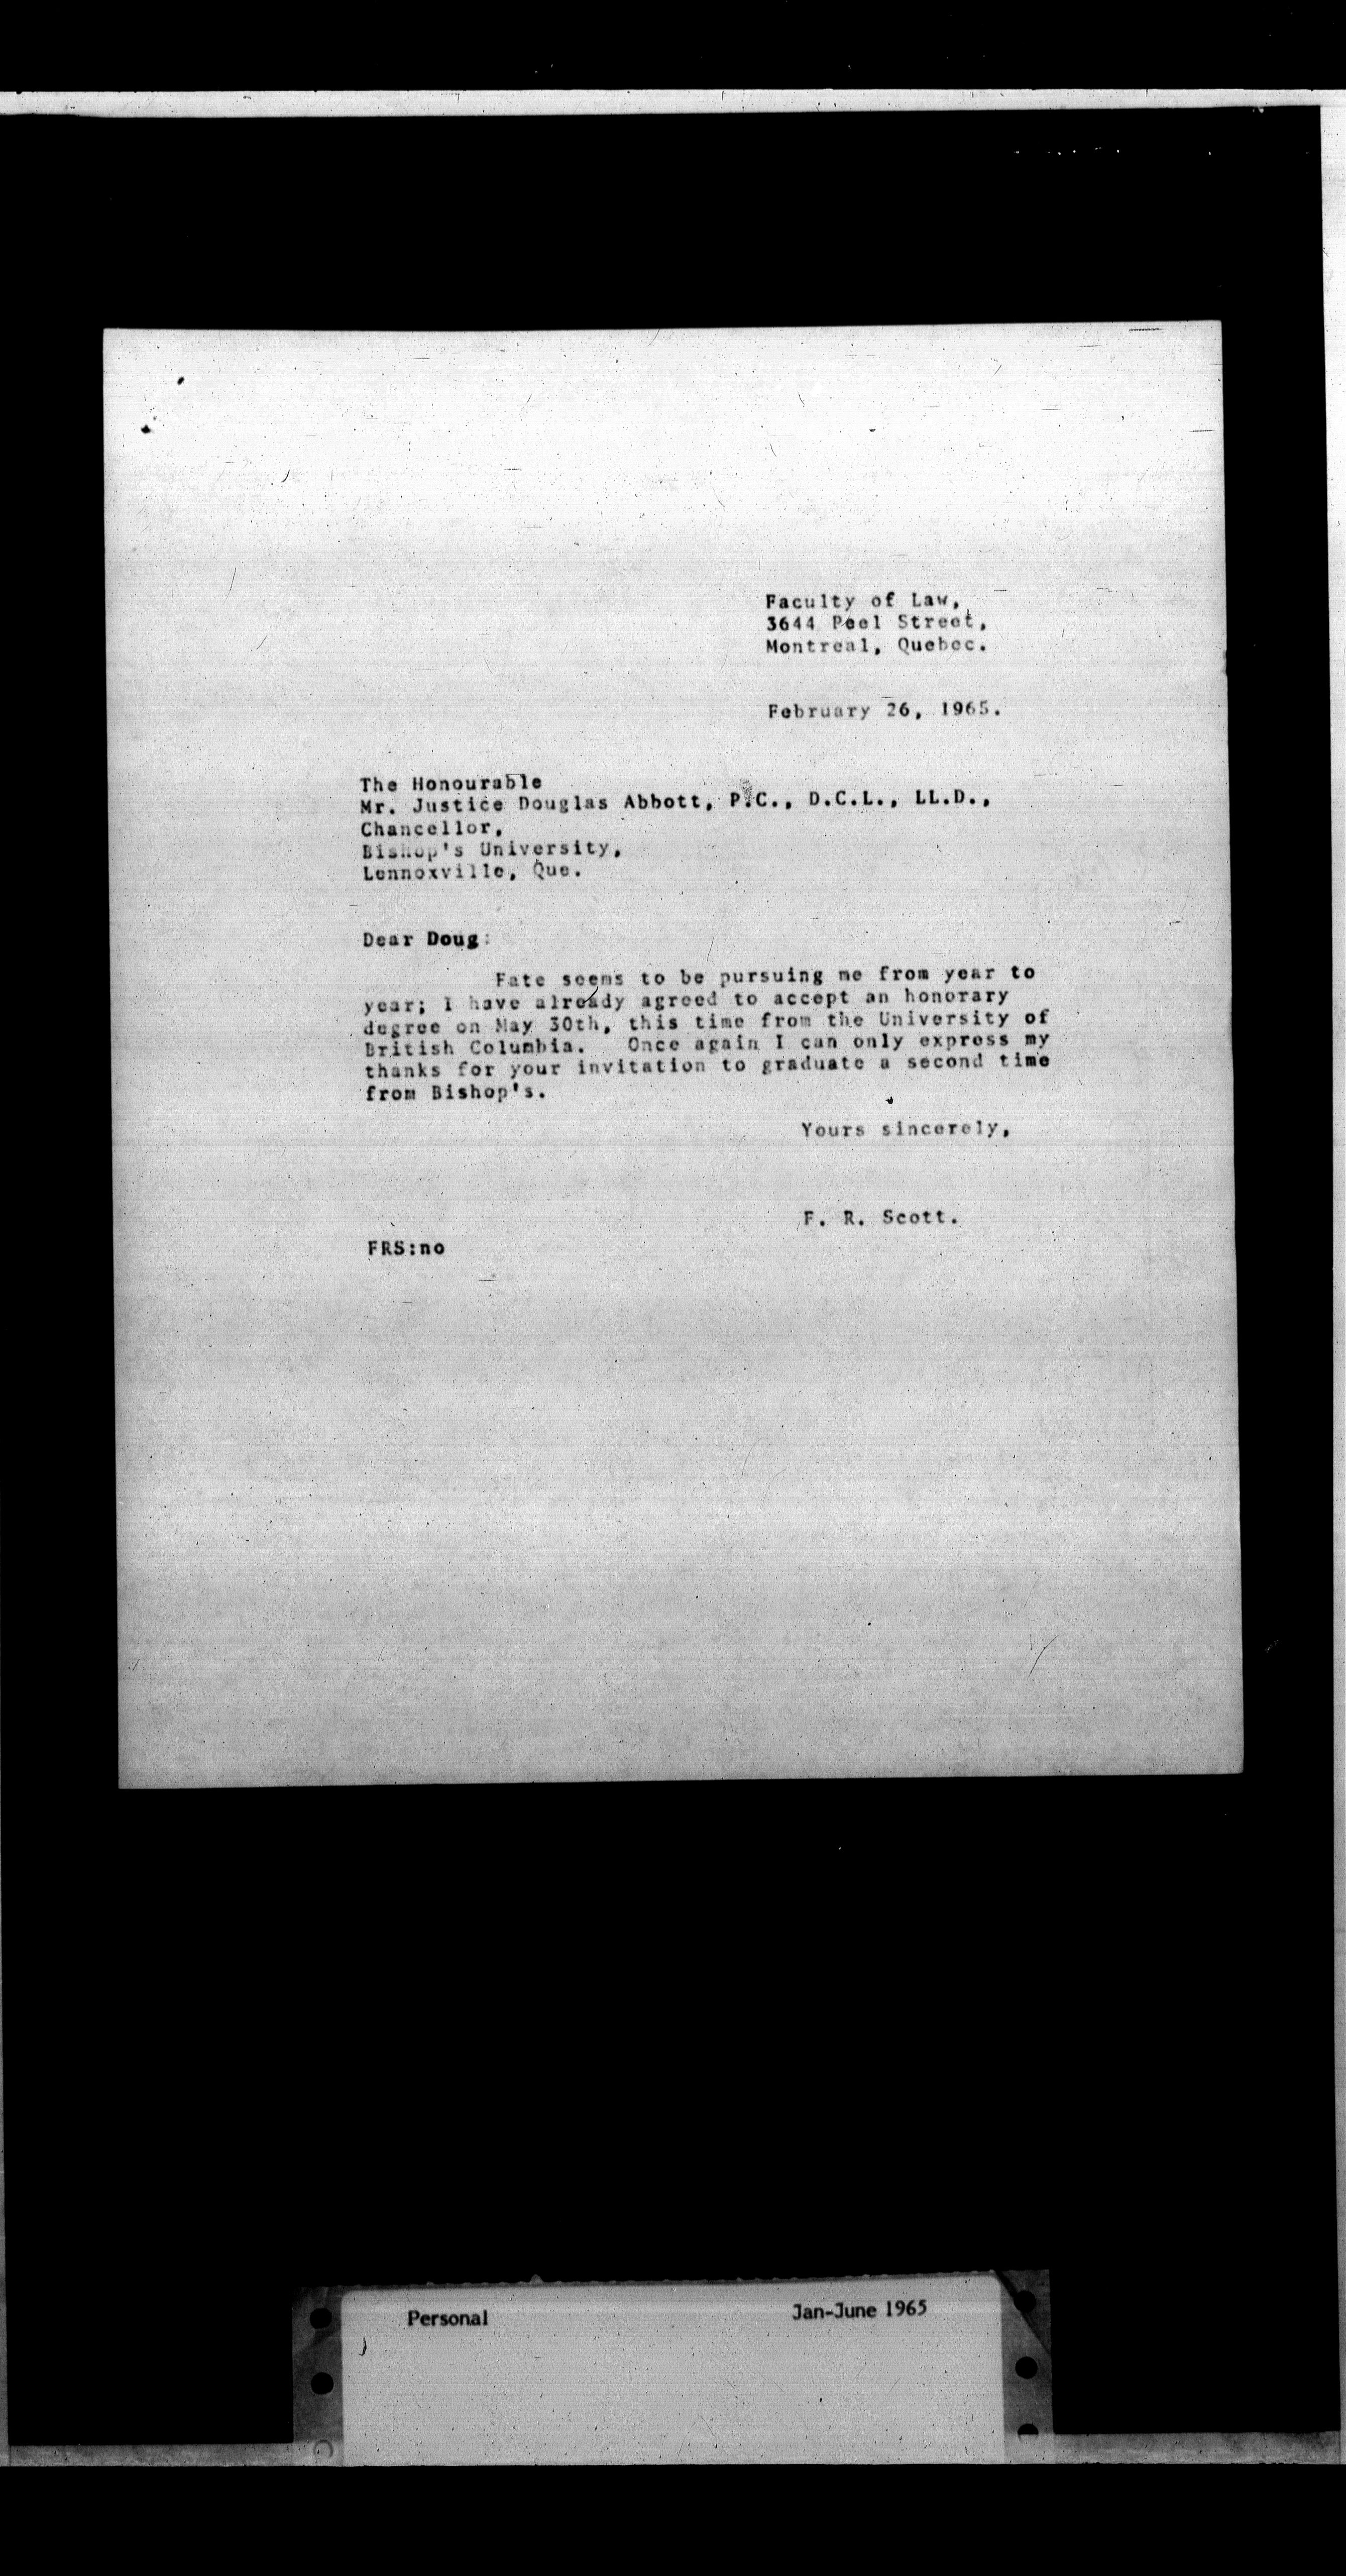 Faculty of Law,
3644 Peel Street,
Montreal, Quebec.
February 26, 1965.
The Honourable
Mr. Justice Douglas Abbott, P.C., D.C.L., LL.D.,
Chancellor,
Bishop's University,
Lennoxville, Que.
Dear Doug:
Fate seems to be pursuing me from year to
year; I have already agreed to accept an honorary
degree on May 30th, this time from the University of
British Columbia. Once again I can only express my
thanks for your invitation to graduate a second time
from Bishop's.
Yours sincerely,
F. R. Scott.
FRS:no
Personal Jan-June 1965